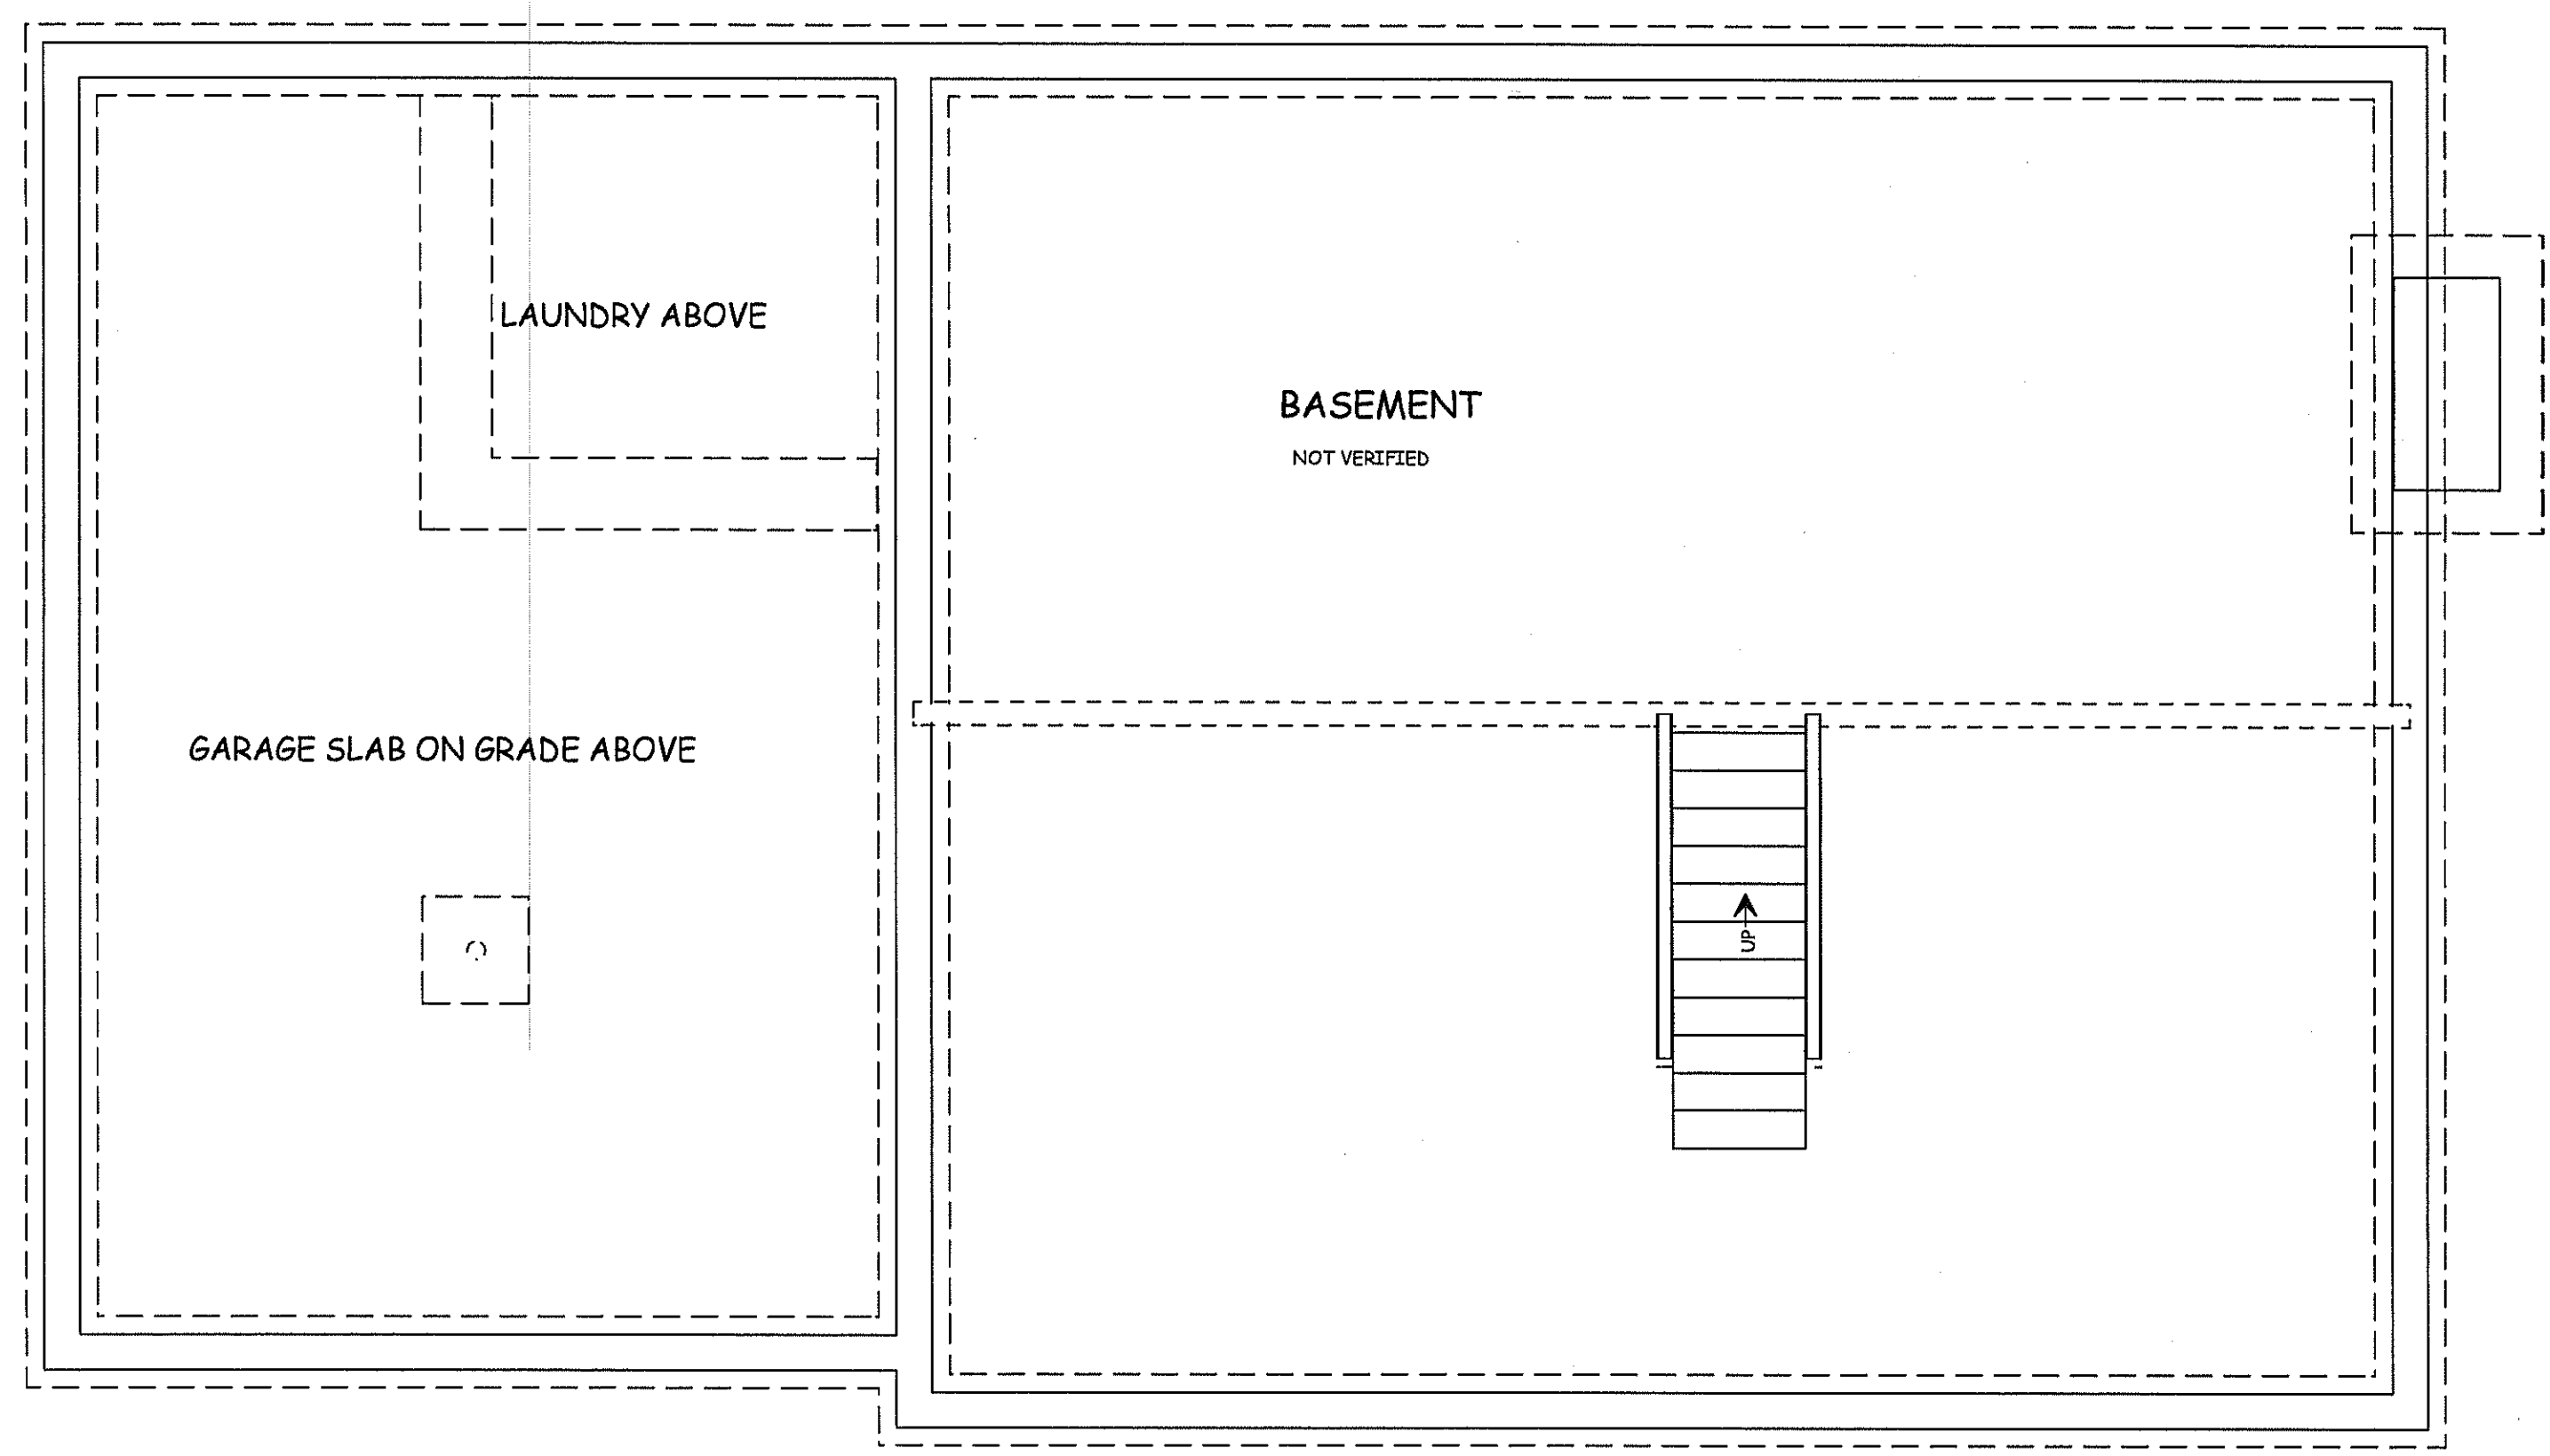 LAUNDRY ABOVE
BASEMENT
NOT VERIFIED
GARAGE SLAB ON GRADE ABOVE
UP